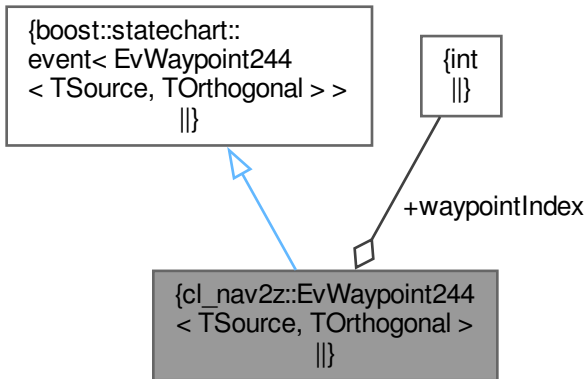 {boost::statechart::
event< EvWaypoint244
< TSource, TOrthogonal > >
||}
{int
||}
+waypointIndex
{cl_nav2z::EvWaypoint244
< TSource, TOrthogonal >
||}